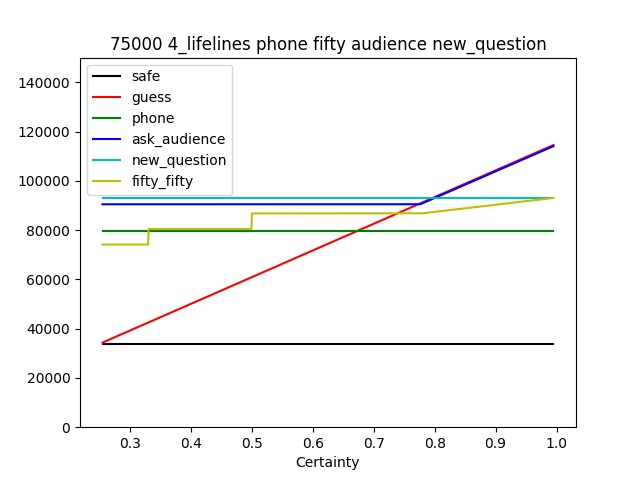 75000 4_lifelines phone fifty audience new_question
140000
120000
100000
80000
60000
40000
20000
0
safe
guess
phone
ask_audience
new_question
fifty_fifty
0.3 0.4 0.5 0.6 0.7 0.8 0.9 1.0
Certainty